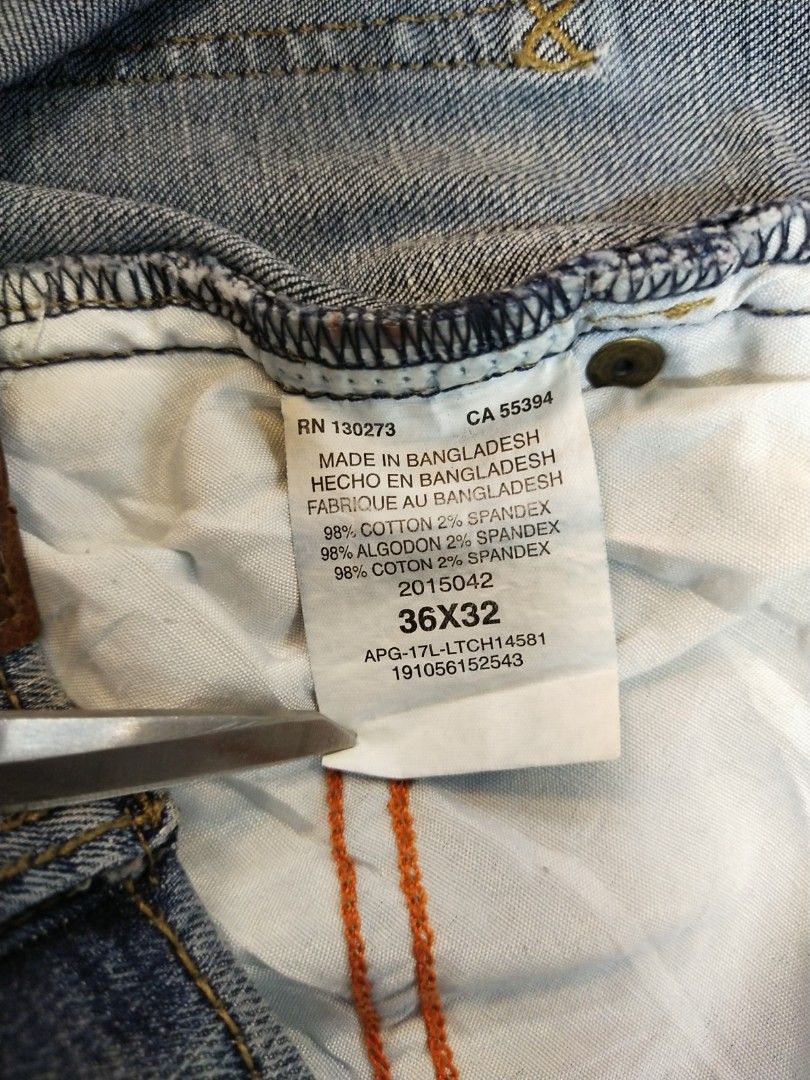 RN 130273 CA 55394
MADE IN BANGLADESH
HECHO EN BANGLADESH
FABRIQUE AU BANGLADESH
98% COTTON 2% SPANDEX
98% ALGODON 2% SPANDEX
98% COTON 2% SPANDEX
2015042
36X32
APG-17L-LTCH14581
191056152543